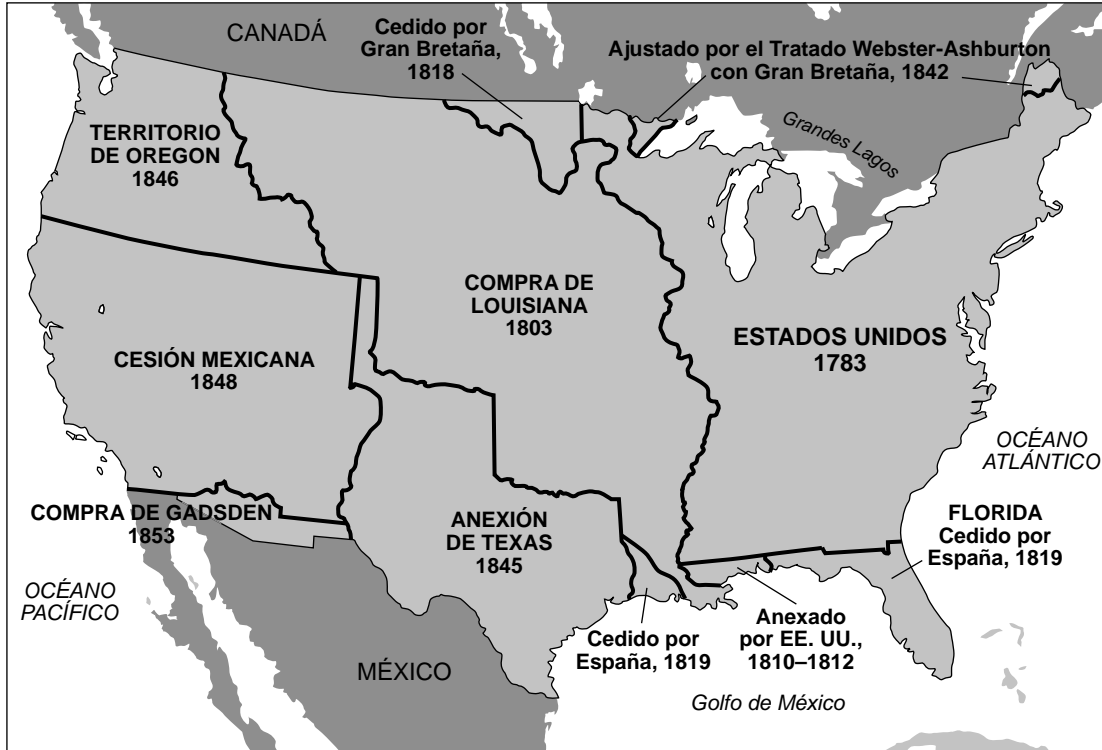 CANADÁ
Cedido por
Gran Bretaña,
1818
Ajustado por el Tratado Webster-Ashburton
con Gran Bretaña, 1842
Grandes Lagos
TERRITORIO
DE OREGON
1846
COMPRA DE
LOUISIANA
1803
ESTADOS UNIDOS
1783
CESIÓN MEXICANA
1848
OCÉANO
ATLÁNTICO
COMPRA DE GADSDEN
1853
ANEXIÓN
DE TEXAS
1845
FLORIDA
Cedido por
España, 1819
OCÉANO
PACÍFICO
Cedido por
España, 1819
Anexado
por EE. UU.,
1810–1812
MÉXICO
Golfo de México